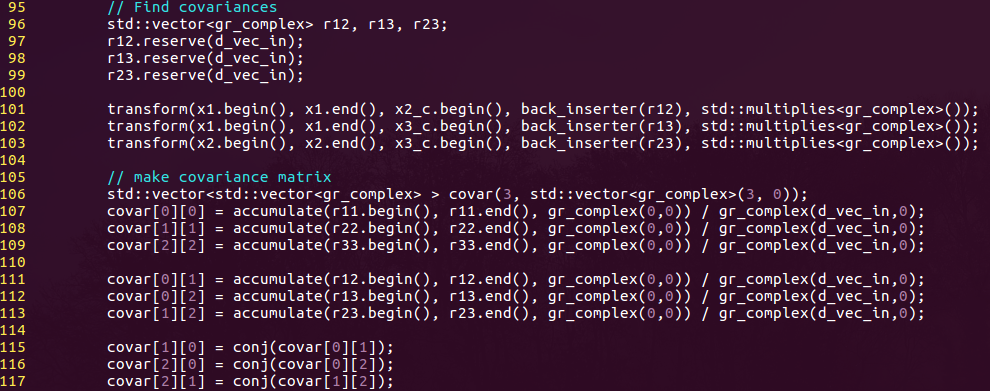 95 // Find covariances
96 std::vector<gr_complex> r12, r13, r23;
97 r12.reserve(d_vec_in);
98 r13.reserve(d_vec_in);
99 r23.reserve(d_vec_in);
100
101 transform(x1.begin(), x1.end(), x2_c.begin(), back_inserter(r12), std::multiplies<gr_complex>());
102 transform(x1.begin(), x1.end(), x3_c.begin(), back_inserter(r13), std::multiplies<gr_complex>());
103 transform(x2.begin(), x2.end(), x3_c.begin(), back_inserter(r23), std::multiplies<gr_complex>());
104
105 // make covariance matrix
106 std::vector<std::vector<gr_complex> > covar(3, std::vector<gr_complex>(3, 0));
107 covar[0][0] = accumulate(r11.begin(), r11.end(), gr_complex(0,0)) / gr_complex(d_vec_in,0);
108 covar[1][1] = accumulate(r22.begin(), r22.end(), gr_complex(0,0)) / gr_complex(d_vec_in,0);
109 covar[2][2] = accumulate(r33.begin(), r33.end(), gr_complex(0,0)) / gr_complex(d_vec_in,0);
110
111 covar[0][1] = accumulate(r12.begin(), r12.end(), gr_complex(0,0)) / gr_complex(d_vec_in,0);
112 covar[0][2] = accumulate(r13.begin(), r13.end(), gr_complex(0,0)) / gr_complex(d_vec_in,0);
113 covar[1][2] = accumulate(r23.begin(), r23.end(), gr_complex(0,0)) / gr_complex(d_vec_in,0);
114
115 covar[1][0] = conj(covar[0][1]);
116 covar[2][0] = conj(covar[0][2]);
117 covar[2][1] = conj(covar[1][2]);